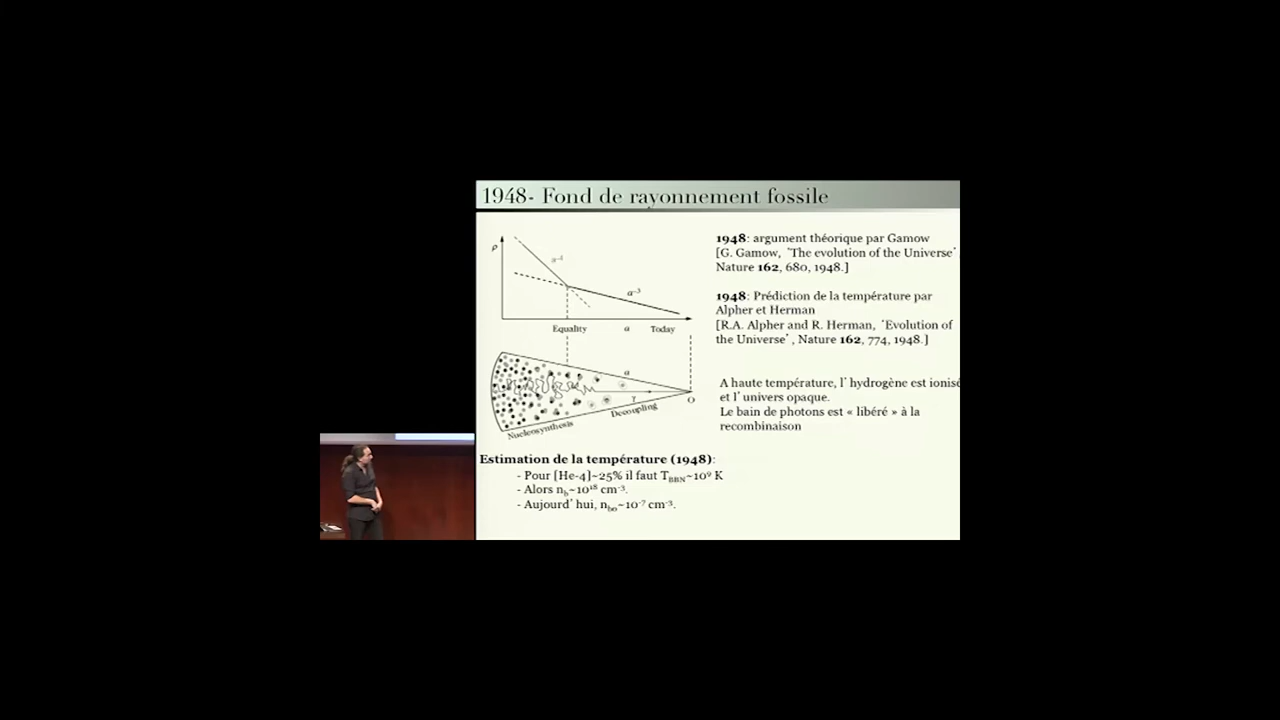 1948- Fond de rayonnement fossile
ρ
a⁻⁴
a⁻³
Equality
a
Today
a
γ
O
Decoupling
Nucleosynthesis
1948: argument théorique par Gamow
[G. Gamow, "The evolution of the Universe"
Nature 162, 680, 1948.]
1948: Prédiction de la température par
Alpher et Herman
[R.A. Alpher and R. Herman, "Evolution of
the Universe", Nature 162, 774, 1948.]
A haute température, l'hydrogène est ionisé
et l'univers opaque.
Le bain de photons est « libéré » à la
recombinaison
Estimation de la température (1948):
- Pour [He-4]~25% il faut T_BBN~10⁹ K
- Alors n_b~10¹⁸ cm⁻³.
- Aujourd'hui, n_b0~10⁻⁷ cm⁻³.